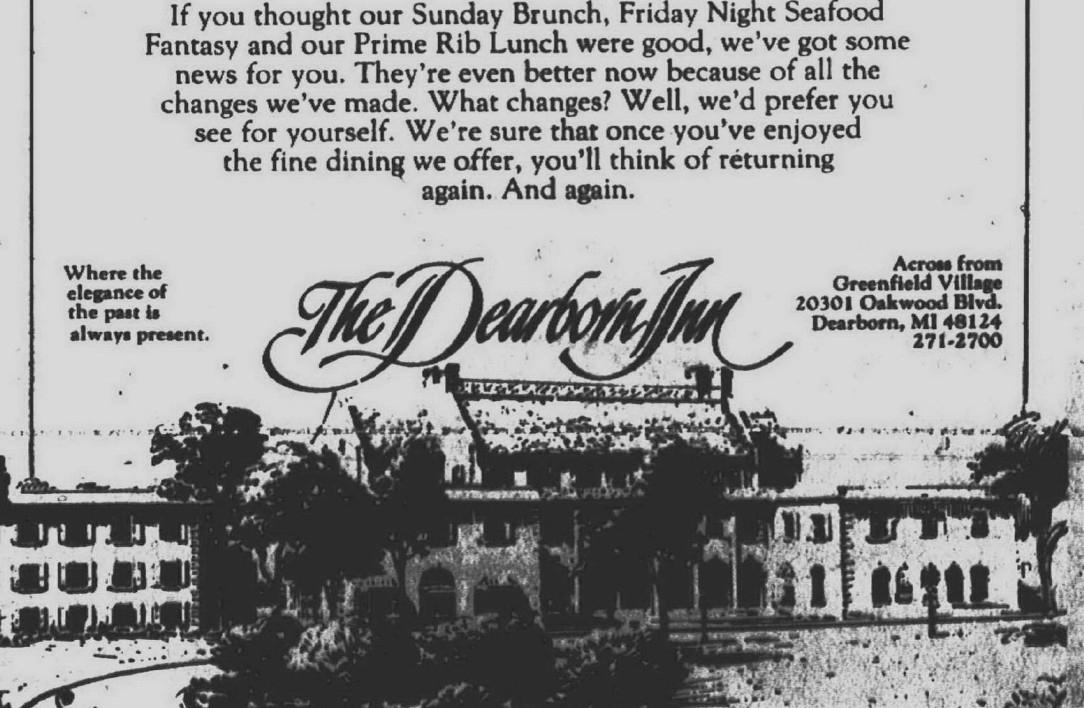 If you thought our Sunday Brunch, Friday Night Seafood
Fantasy and our Prime Rib Lunch were good, we've got some
news for you. They're even better now because of all the
changes we've made. What changes? Well, we'd prefer you
see for yourself. We're sure that once you've enjoyed
the fine dining we offer, you'll think of returning
again. And again.
Where the
elegance of
the past is
always present.
The Dearborn Inn
Across from
Greenfield Village
20301 Oakwood Blvd.
Dearborn, MI 48124
271-2700